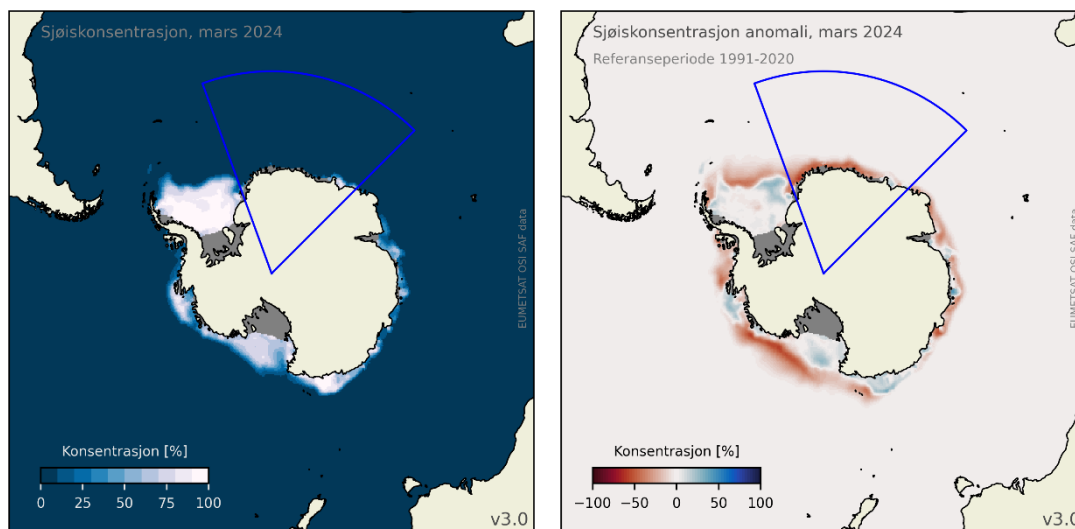 Sjøiskonsentrasjon, mars 2024
EUMETSAT OSI SAF data
Konsentrasjon [%]
0 25 50 75 100
v3.0
Sjøiskonsentrasjon anomali, mars 2024
Referanseperiode 1991-2020
EUMETSAT OSI SAF data
Konsentrasjon [%]
−100 −50 0 50 100
v3.0